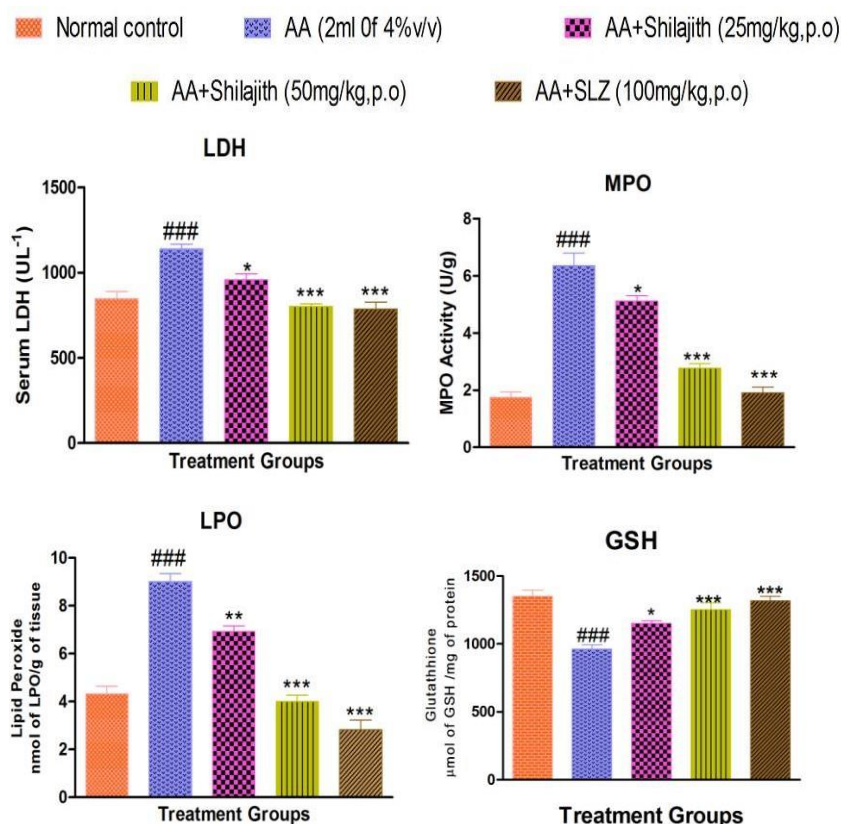 Normal control
AA (2ml 0f 4%v/v)
AA+Shilajith (25mg/kg,p.o)
AA+Shilajith (50mg/kg,p.o)
AA+SLZ (100mg/kg,p.o)
LDH
Serum LDH (UL⁻¹)
1500
1000
500
0
###
*
***
***
Treatment Groups
MPO
MPO Activity (U/g)
8
6
4
2
0
###
*
***
***
Treatment Groups
LPO
Lipid Peroxide
nmol of LPO/g of tissue
10
8
6
4
2
0
###
**
***
***
Treatment Groups
GSH
Glutathhione
µmol of GSH /mg of protein
1500
1000
500
0
###
*
***
***
Treatment Groups